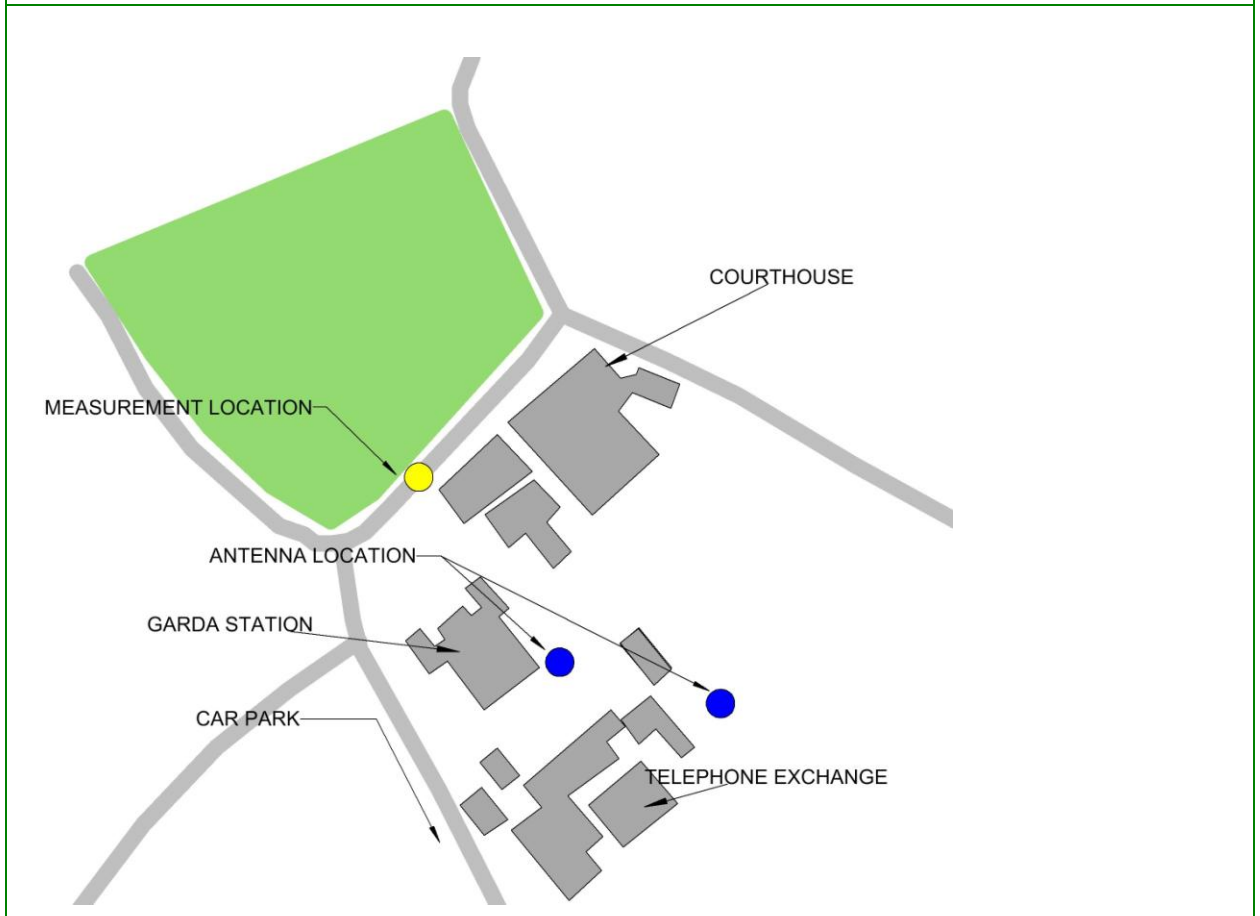 COURTHOUSE
MEASUREMENT LOCATION
ANTENNA LOCATION
GARDA STATION
CAR PARK
TELEPHONE EXCHANGE